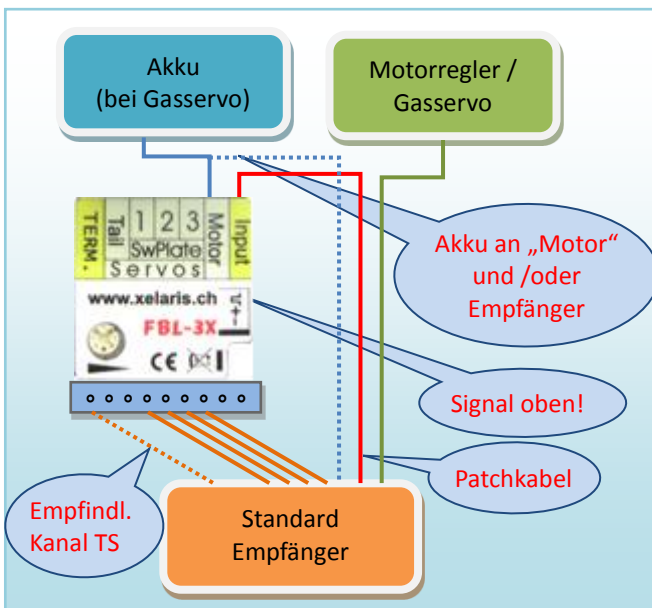 Akku
(bei Gasservo)
Motorregler /
Gasservo
TERM.
Tail
1 2 3
Motor
Input
SwPlate
Servos
www.xelaris.ch
FBL-3X
CE
Akku an „Motor“
und /oder
Empfänger
Signal oben!
Patchkabel
Empfindl.
Kanal TS
Standard
Empfänger